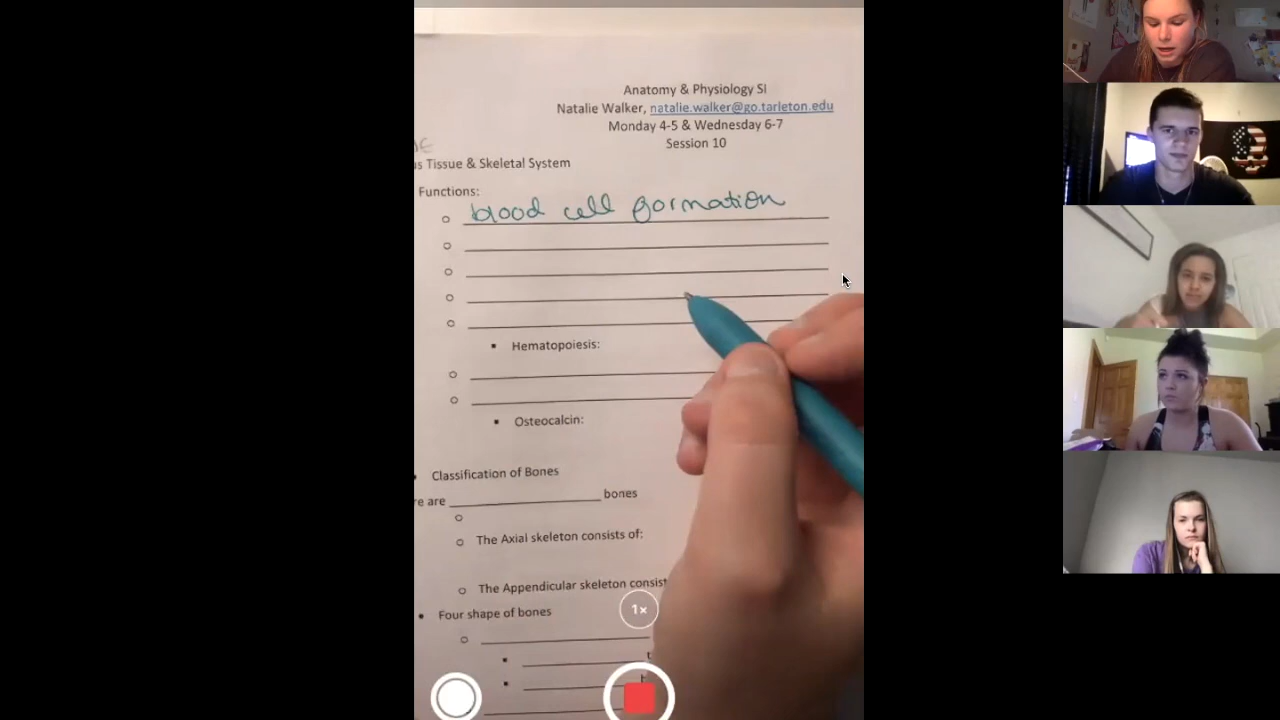 Anatomy & Physiology SI
Natalie Walker, natalie.walker@go.tarleton.edu
Monday 4-5 & Wednesday 6-7
Session 10
Tissue & Skeletal System
Functions:
blood cell formation
Hematopoiesis:
Osteocalcin:
Classification of Bones
are ____________________ bones
The Axial skeleton consists of:
The Appendicular skeleton consist
Four shape of bones
1×